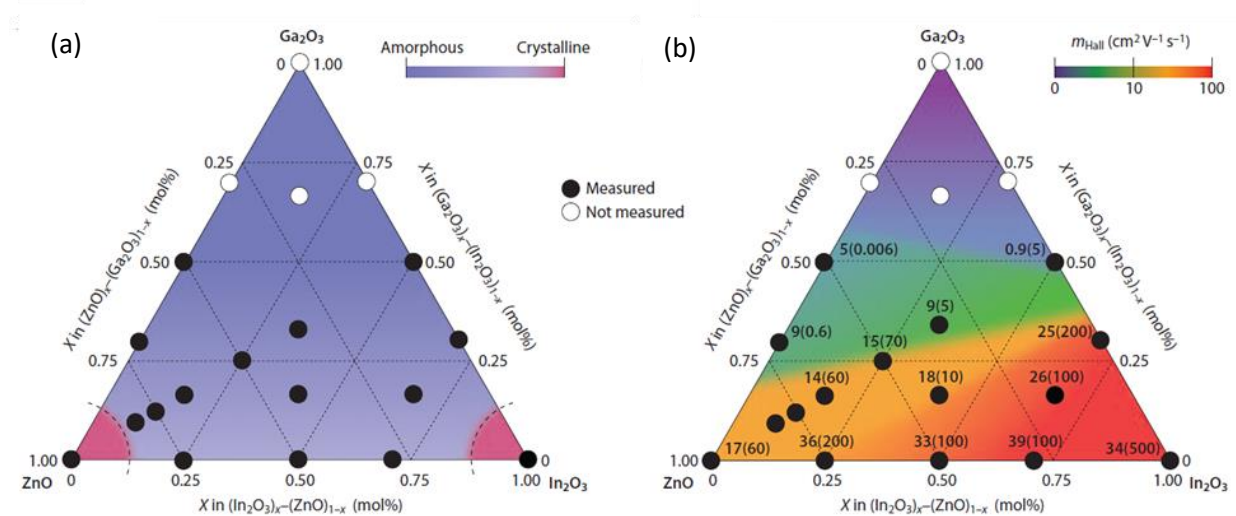 (a)
Ga2O3
Amorphous
Crystalline
0
1.00
0.25
0.75
X in (ZnO)x–(Ga2O3)1–x (mol%)
X in (Ga2O3)x–(In2O3)1–x (mol%)
0.50
0.50
0.75
0.25
1.00
0
ZnO
0.25
0.50
0.75
1.00
In2O3
X in (In2O3)x–(ZnO)1–x (mol%)
Measured
Not measured
(b)
Ga2O3
mHall (cm2 V–1 s–1)
0
10
100
0
1.00
0.25
0.75
X in (ZnO)x–(Ga2O3)1–x (mol%)
X in (Ga2O3)x–(In2O3)1–x (mol%)
5(0.006)
0.9(5)
0.50
0.50
9(5)
9(0.6)
15(70)
25(200)
0.75
0.25
14(60)
18(10)
26(100)
17(60)
36(200)
33(100)
39(100)
34(500)
1.00
0
ZnO
0.25
0.50
0.75
1.00
In2O3
X in (In2O3)x–(ZnO)1–x (mol%)